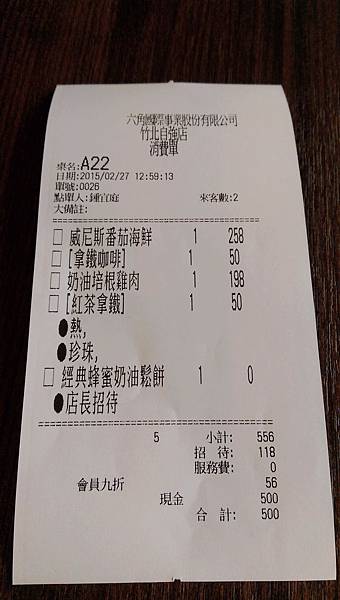 六角國際事業股份有限公司
竹北自強店
消費單
桌名:A22
日期:2015/02/27 12:59:13
單號:0026
點單人:鍾宜庭 來客數:2
大備註:
□ 威尼斯番茄海鮮 1 258
□ [拿鐵咖啡] 1 50
□ 奶油培根雞肉 1 198
□ [紅茶拿鐵] 1 50
●熱,
●珍珠,
□ 經典蜂蜜奶油鬆餅 1 0
●店長招待
5 小計: 556
招 待: 118
服務費: 0
會員九折 56
現金 500
合 計: 500